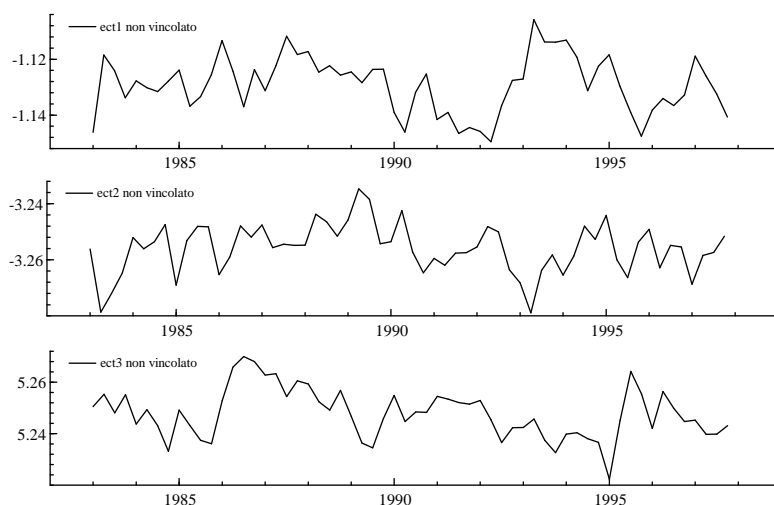 ect1 non vincolato
-1.12
-1.14
1985 1990 1995
ect2 non vincolato
-3.24
-3.26
1985 1990 1995
ect3 non vincolato
5.26
5.24
1985 1990 1995